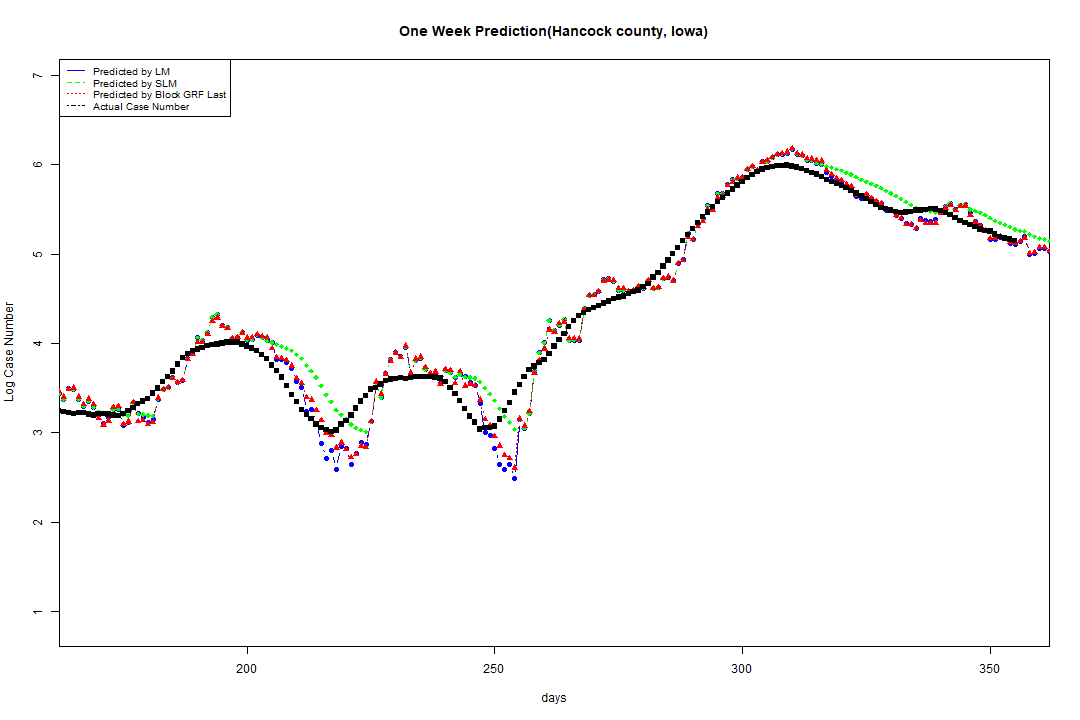 One Week Prediction(Hancock county, Iowa)
Predicted by LM
Predicted by SLM
Predicted by Block GRF Last
Actual Case Number
7
6
5
4
3
2
1
Log Case Number
200 250 300 350
days